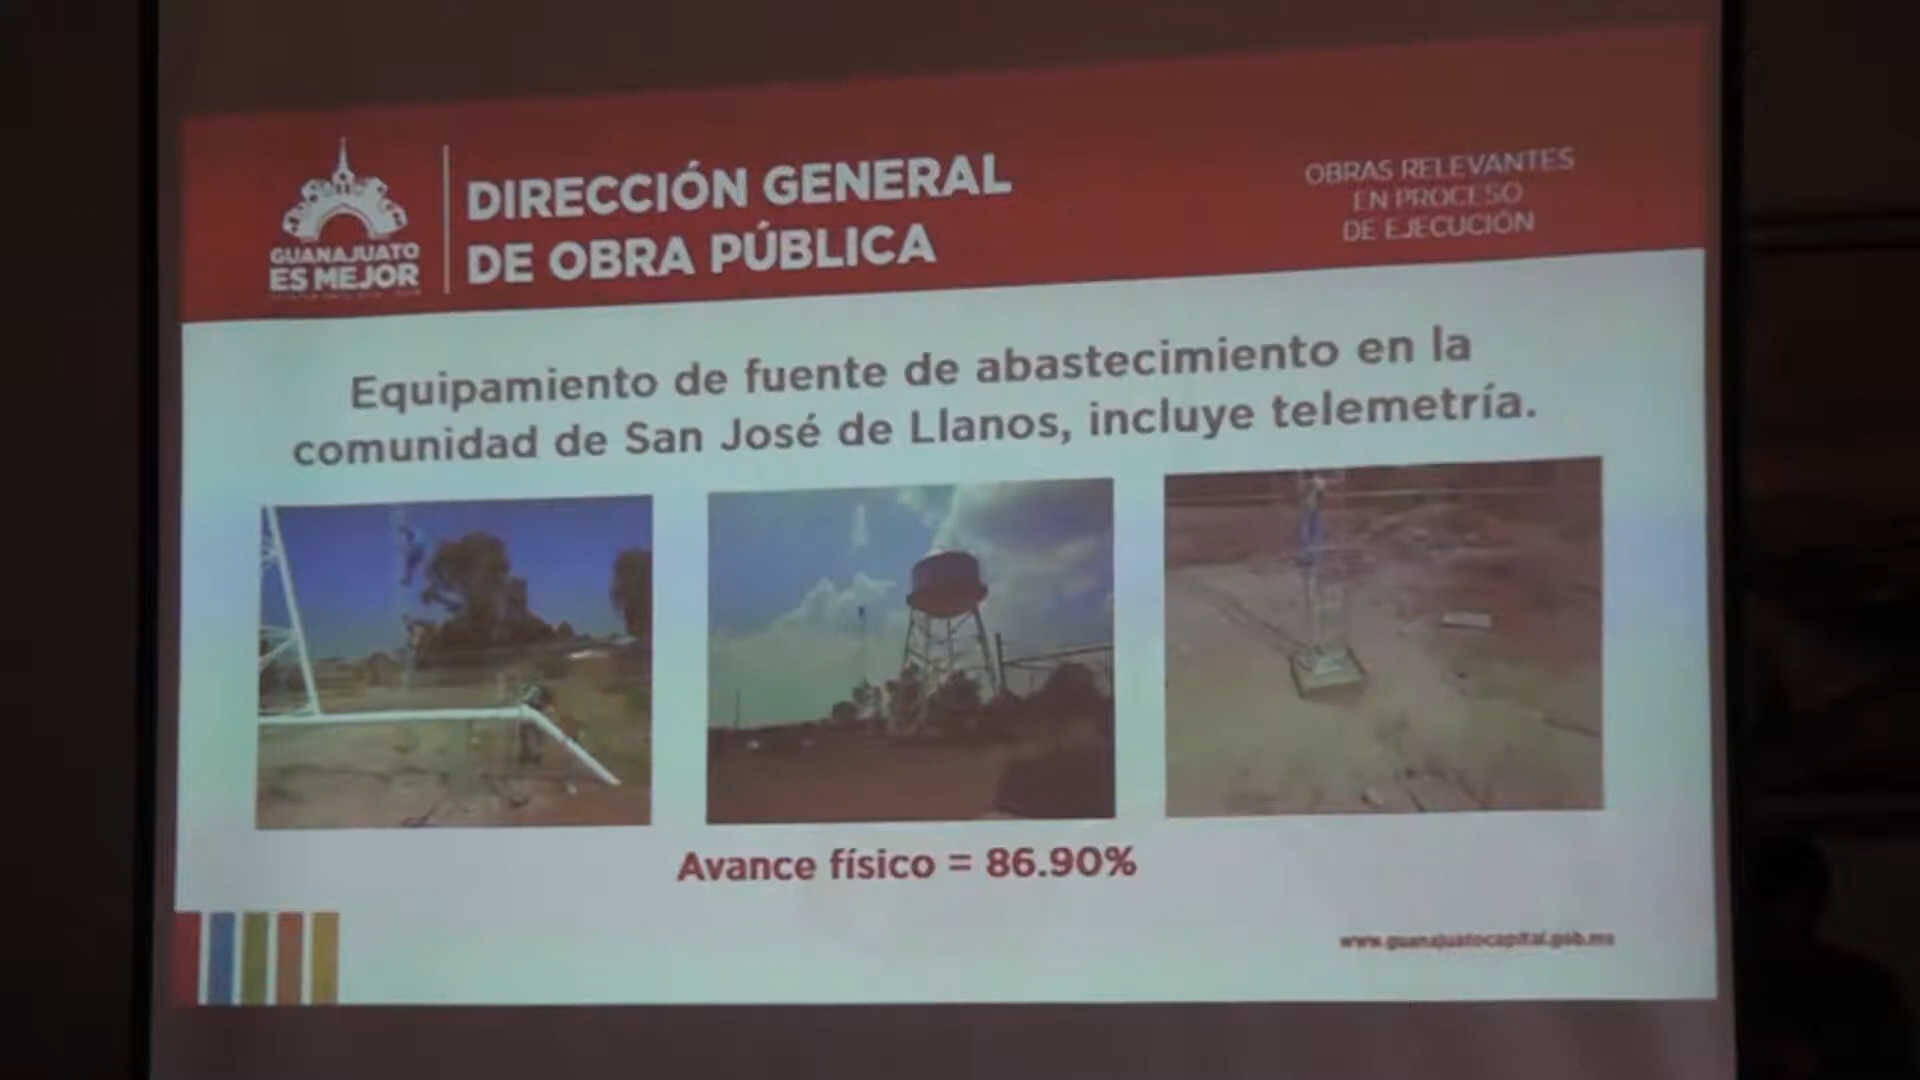 GUANAJUATO
ES MEJOR
DIRECCIÓN GENERAL
DE OBRA PÚBLICA
OBRAS RELEVANTES
EN PROCESO
DE EJECUCIÓN
Equipamiento de fuente de abastecimiento en la
comunidad de San José de Llanos, incluye telemetría.
Avance físico = 86.90%
www.guanajuatocapital.gob.mx